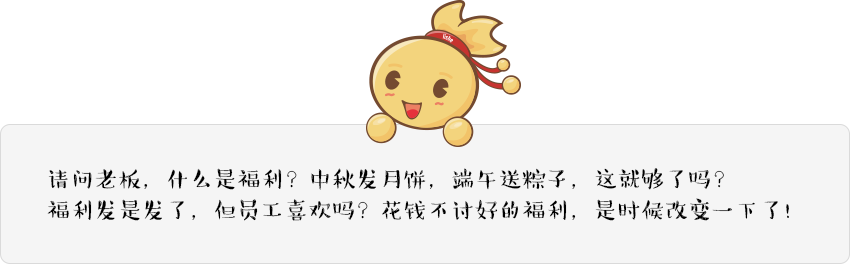 请问老板，什么是福利？中秋发月饼，端午送粽子，这就够了吗？
福利发是发了，但员工喜欢吗？花钱不讨好的福利，是时候改变一下了！